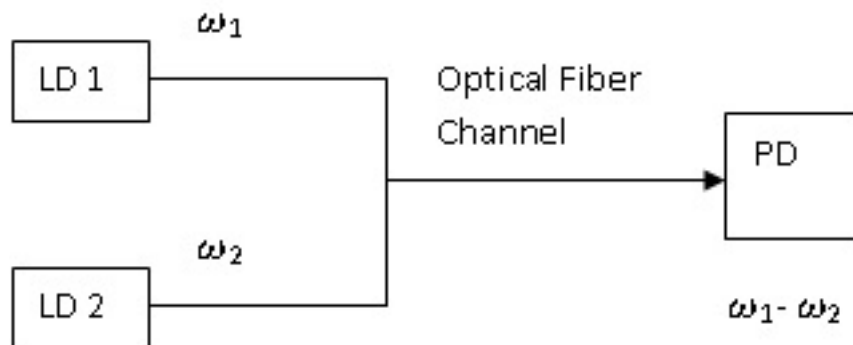 ω1
LD 1
Optical Fiber
Channel
PD
ω2
LD 2
ω1- ω2